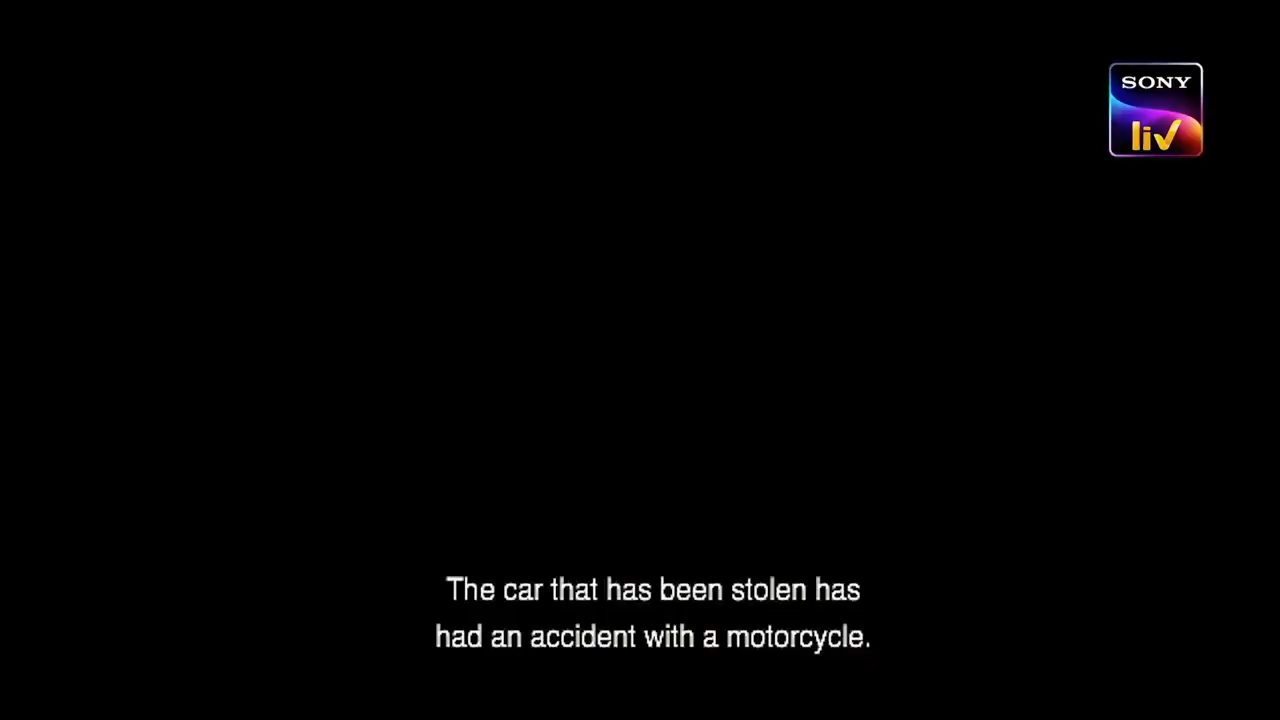 SONY
liv
The car that has been stolen has
had an accident with a motorcycle.